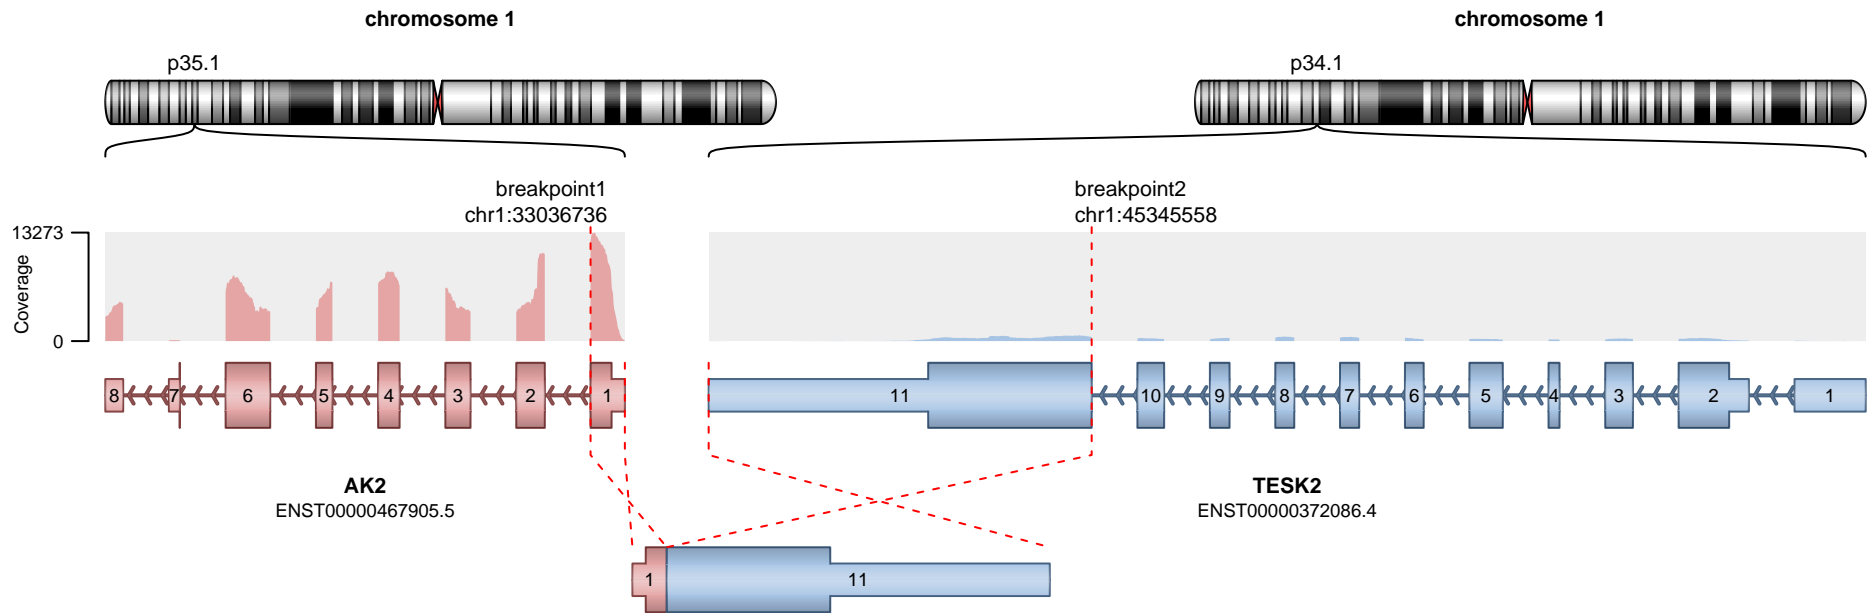 chromosome 1
chromosome 1
p35.1
p34.1
breakpoint1
chr1:33036736
breakpoint2
chr1:45345558
13273
0
Coverage
8 7 6 5 4 3 2 1
11 10 9 8 7 6 5 4 3 2 1
AK2
ENST00000467905.5
TESK2
ENST00000372086.4
1 11